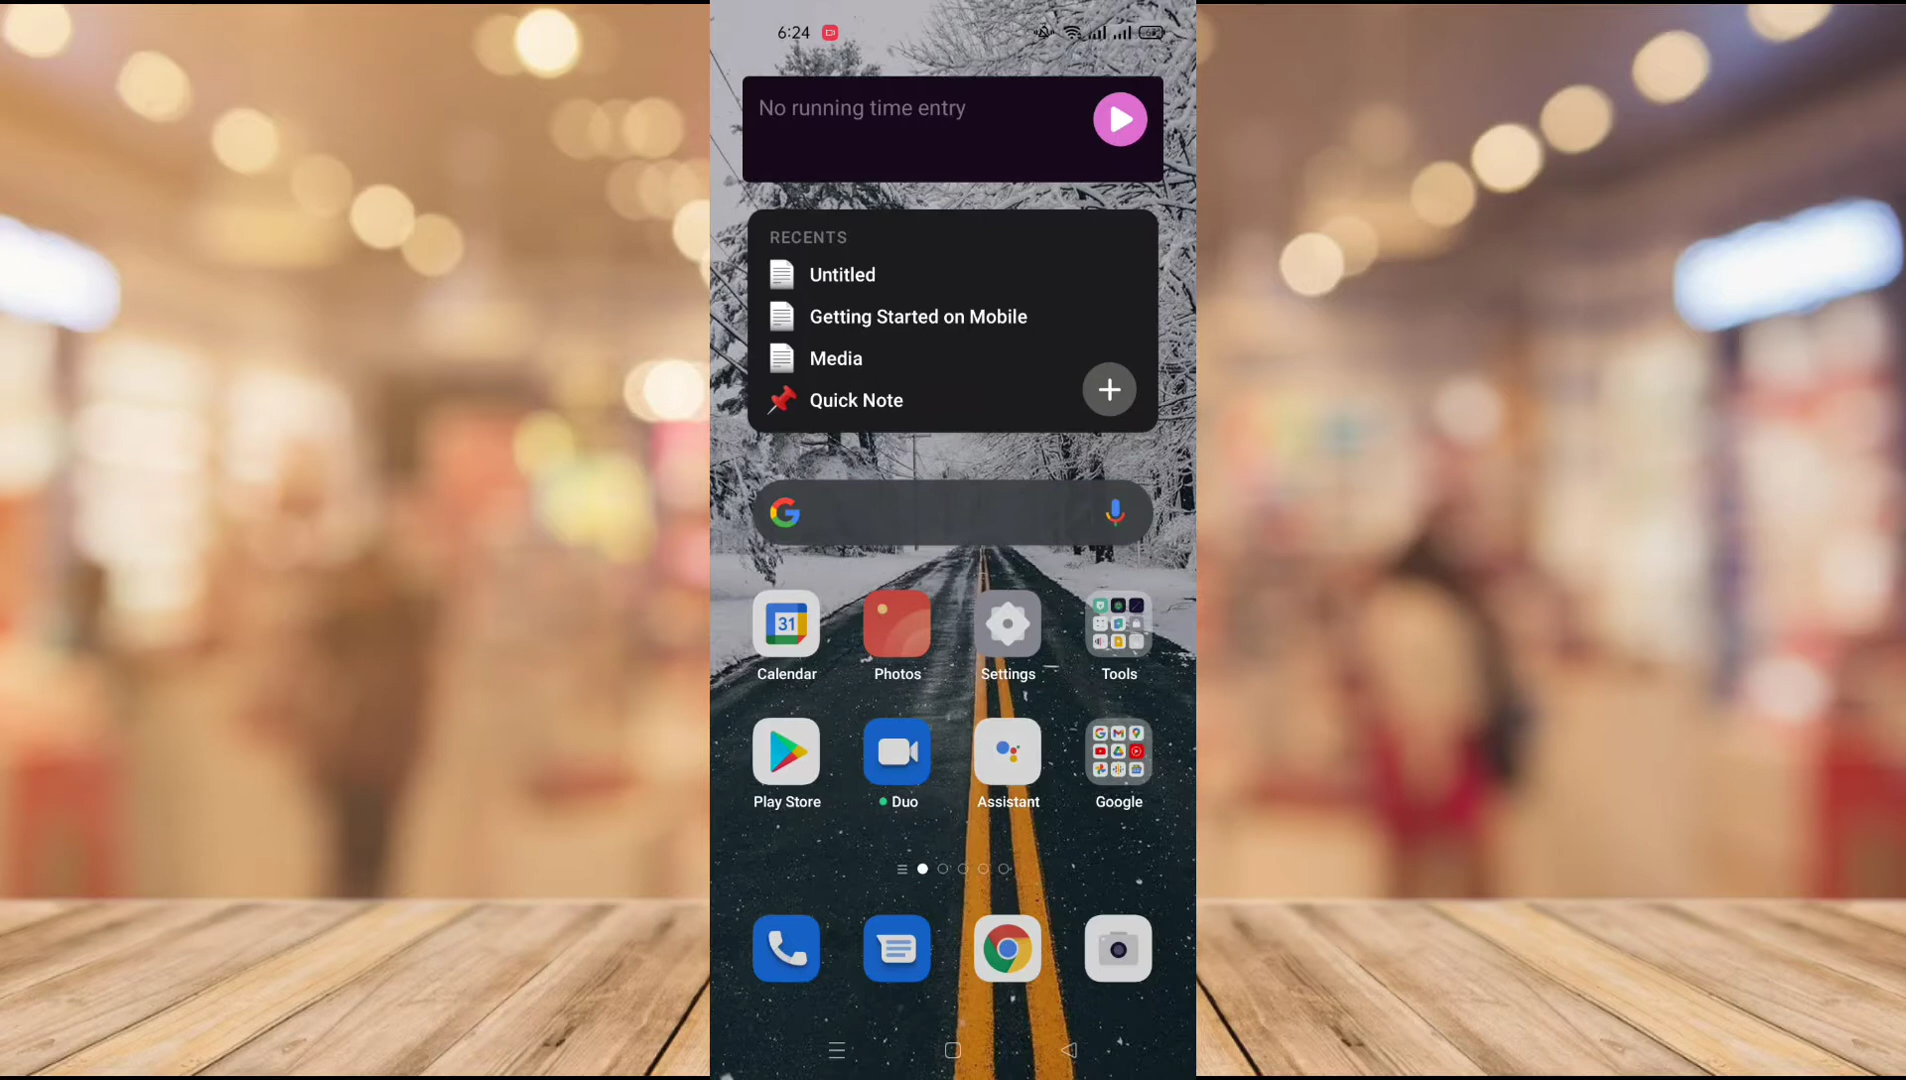 6:24
No running time entry
RECENTS
Untitled
Getting Started on Mobile
Media
Quick Note
31
Calendar
Photos
Settings
Tools
Play Store
Duo
Assistant
Google